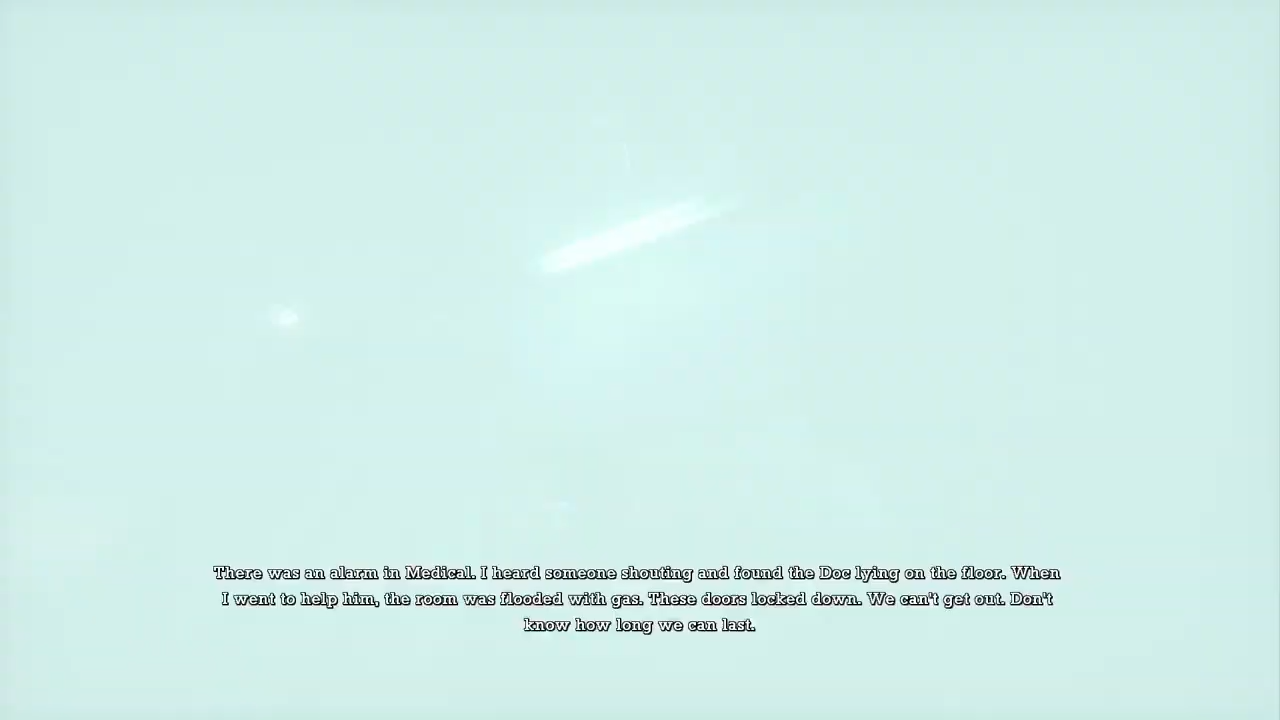 There was an alarm in Medical. I heard someone shouting and found the Doc lying on the floor. When
I went to help him, the room was flooded with gas. These doors locked down. We can't get out. Don't
know how long we can last.